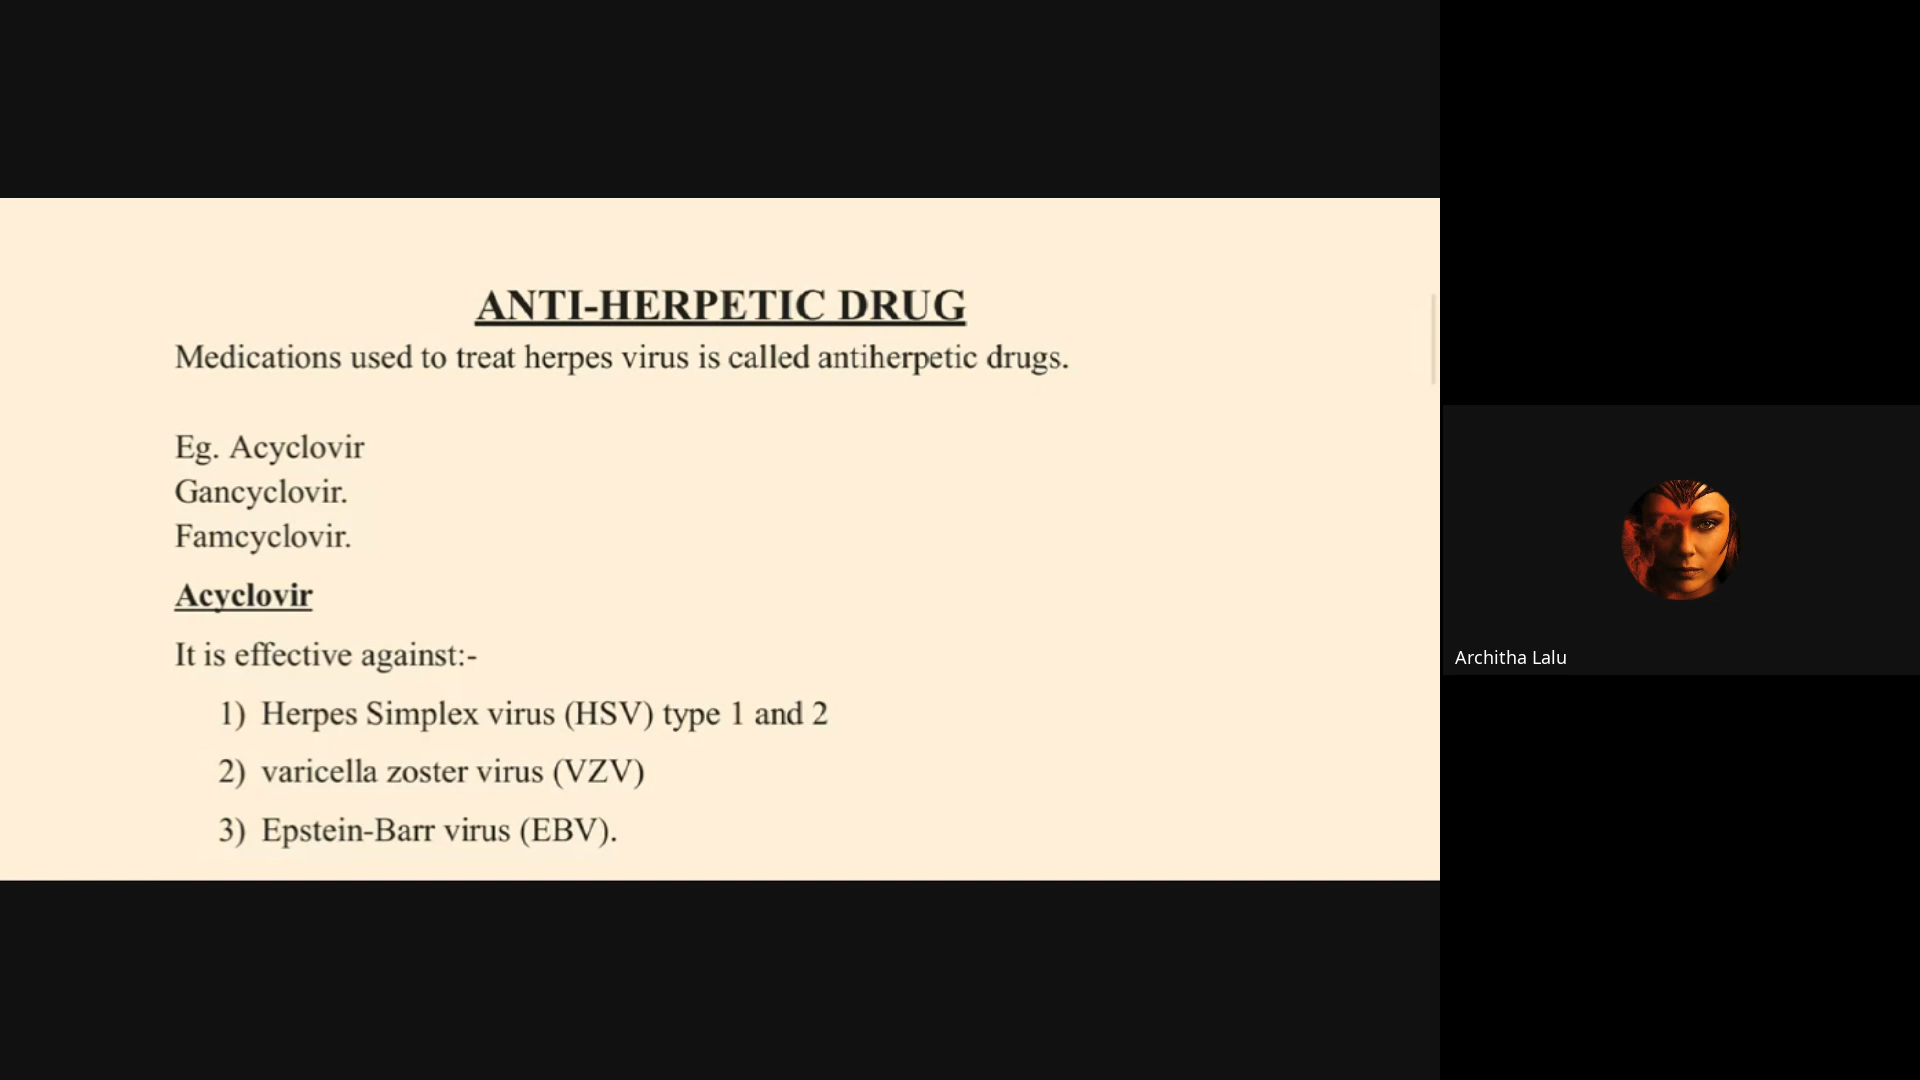 ANTI-HERPETIC DRUG
Medications used to treat herpes virus is called antiherpetic drugs.
Eg. Acyclovir
Gancyclovir.
Famcyclovir.
Acyclovir
It is effective against:-
1) Herpes Simplex virus (HSV) type 1 and 2
2) varicella zoster virus (VZV)
3) Epstein-Barr virus (EBV).
Architha Lalu